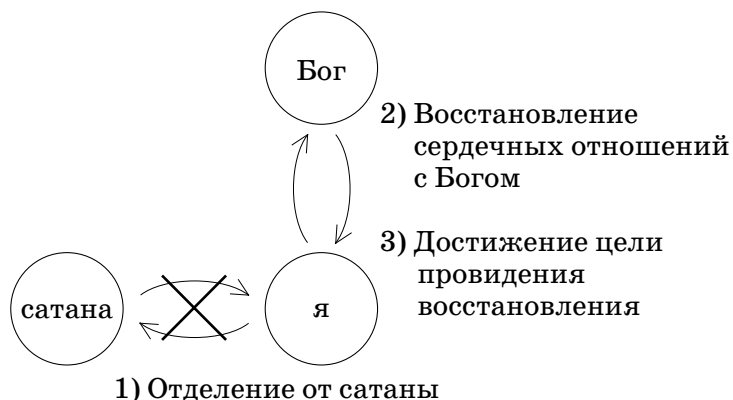 Бог
2) Восстановление
сердечных отношений
с Богом
3) Достижение цели
провидения
восстановления
сатана
я
1) Отделение от сатаны